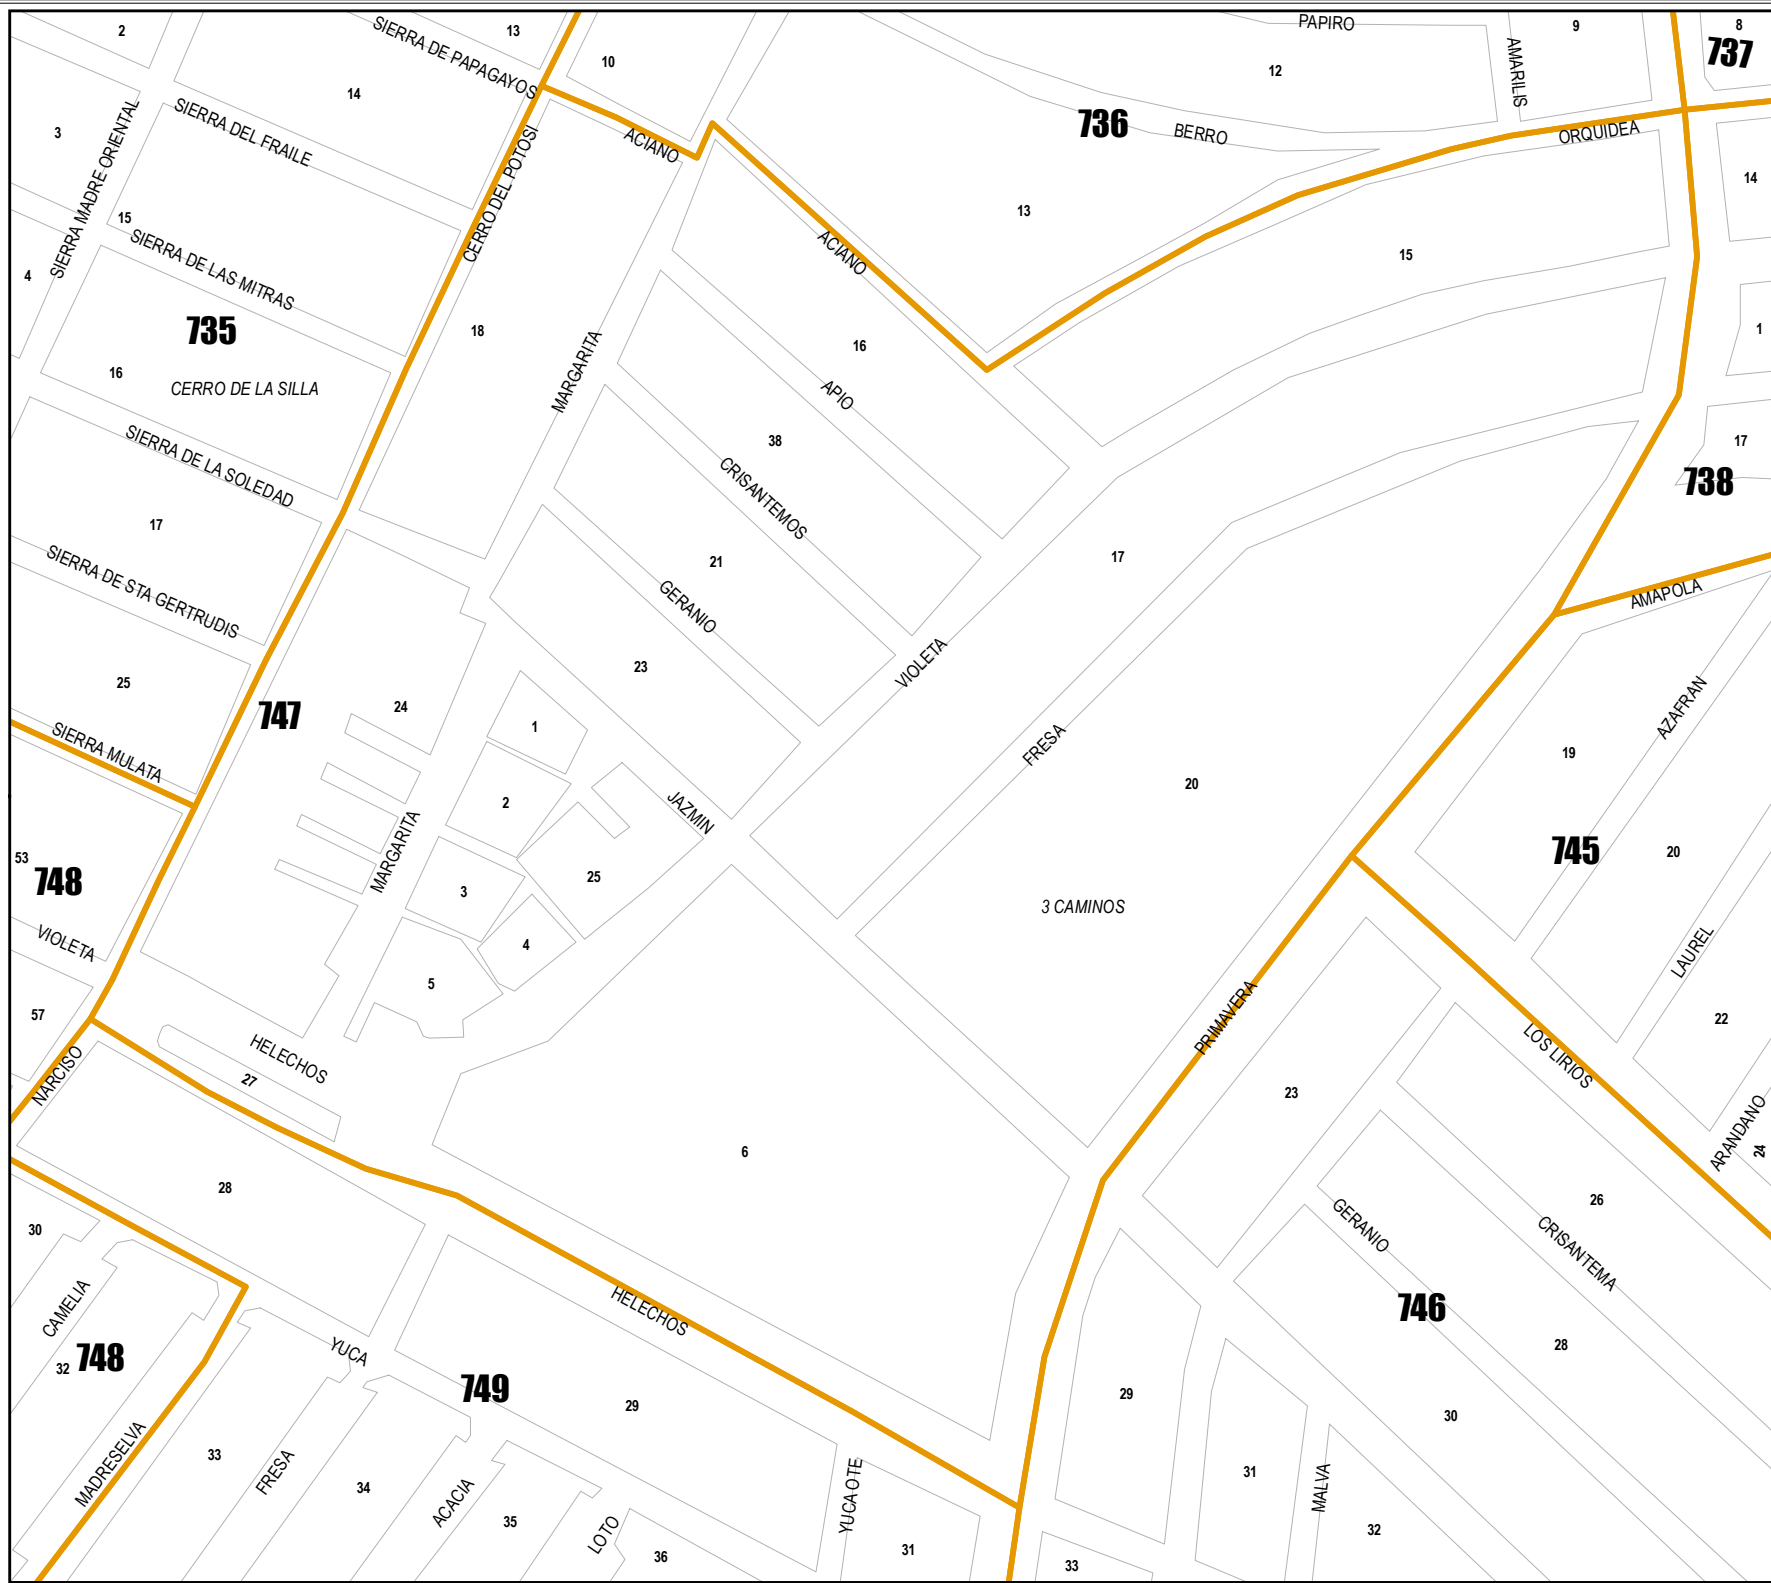 2
13
10
PAPIRO
9
8
737
SIERRA DE PAPAGAYOS
AMARILIS
12
14
SIERRA DEL FRAILE
3
736
BERRO
ORQUIDEA
ACIANO
SIERRA MADRE ORIENTAL
CERRO DEL POTOSI
14
13
15
SIERRA DE LAS MITRAS
ACIANO
15
4
735
18
16
1
MARGARITA
16
CERRO DE LA SILLA
APIO
38
17
SIERRA DE LA SOLEDAD
CRISANTEMOS
738
17
21
17
SIERRA DE STA GERTRUDIS
GERANIO
AMAPOLA
23
VIOLETA
25
24
747
1
AZAFRAN
SIERRA MULATA
FRESA
19
20
2
JAZMIN
MARGARITA
745
20
53
748
3
25
3 CAMINOS
VIOLETA
4
LAUREL
5
57
PRIMAVERA
22
HELECHOS
LOS LIRIOS
NARCISO
27
23
ARANDANO
24
6
28
26
30
GERANIO
CRISANTEMA
CAMELIA
HELECHOS
746
YUCA
28
748
32
749
29
29
30
MADRESELVA
33
FRESA
34
ACACIA
YUCA OTE
31
MALVA
35
LOTO
32
36
31
33